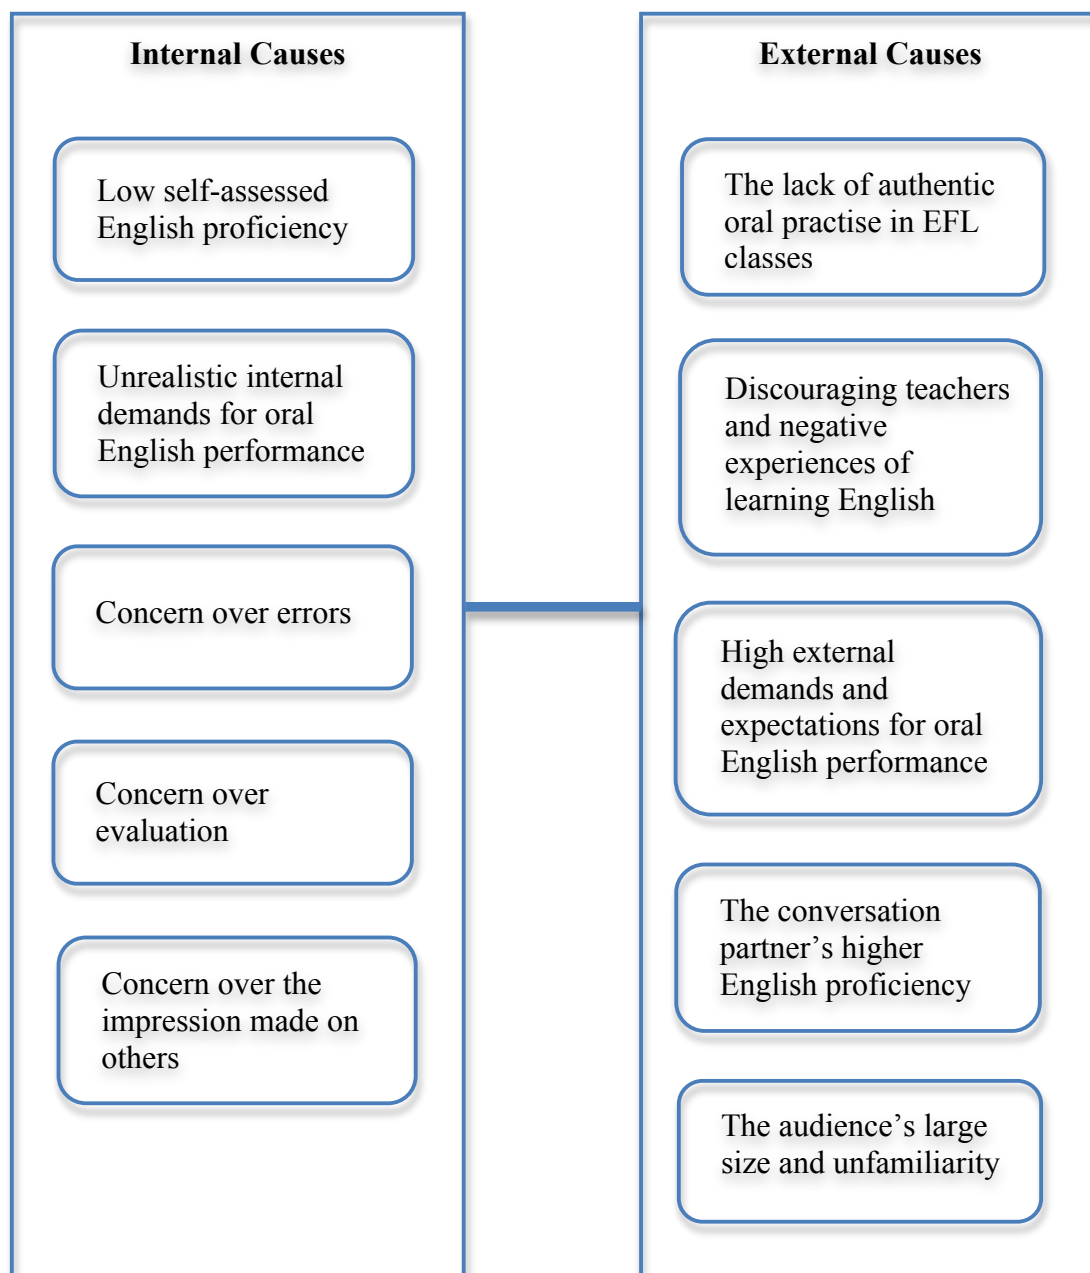 Internal Causes
Low self-assessed
English proficiency
Unrealistic internal
demands for oral
English performance
Concern over errors
Concern over
evaluation
Concern over the
impression made on
others
External Causes
The lack of authentic
oral practise in EFL
classes
Discouraging teachers
and negative
experiences of
learning English
High external
demands and
expectations for oral
English performance
The conversation
partner’s higher
English proficiency
The audience’s large
size and unfamiliarity